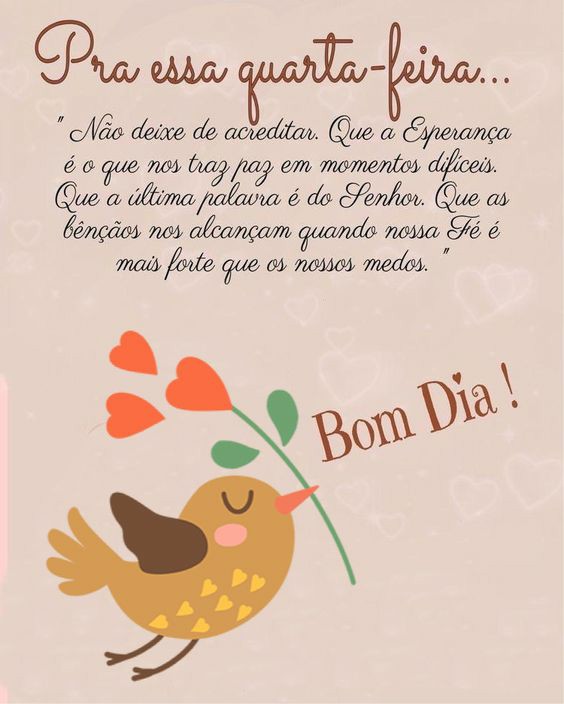 Pra essa quarta-feira...
" Não deixe de acreditar. Que a Esperança
é o que nos traz paz em momentos difíceis.
Que a última palavra é do Senhor. Que as
bênçãos nos alcançam quando nossa Fé é
mais forte que os nossos medos. "
Bom Dia !